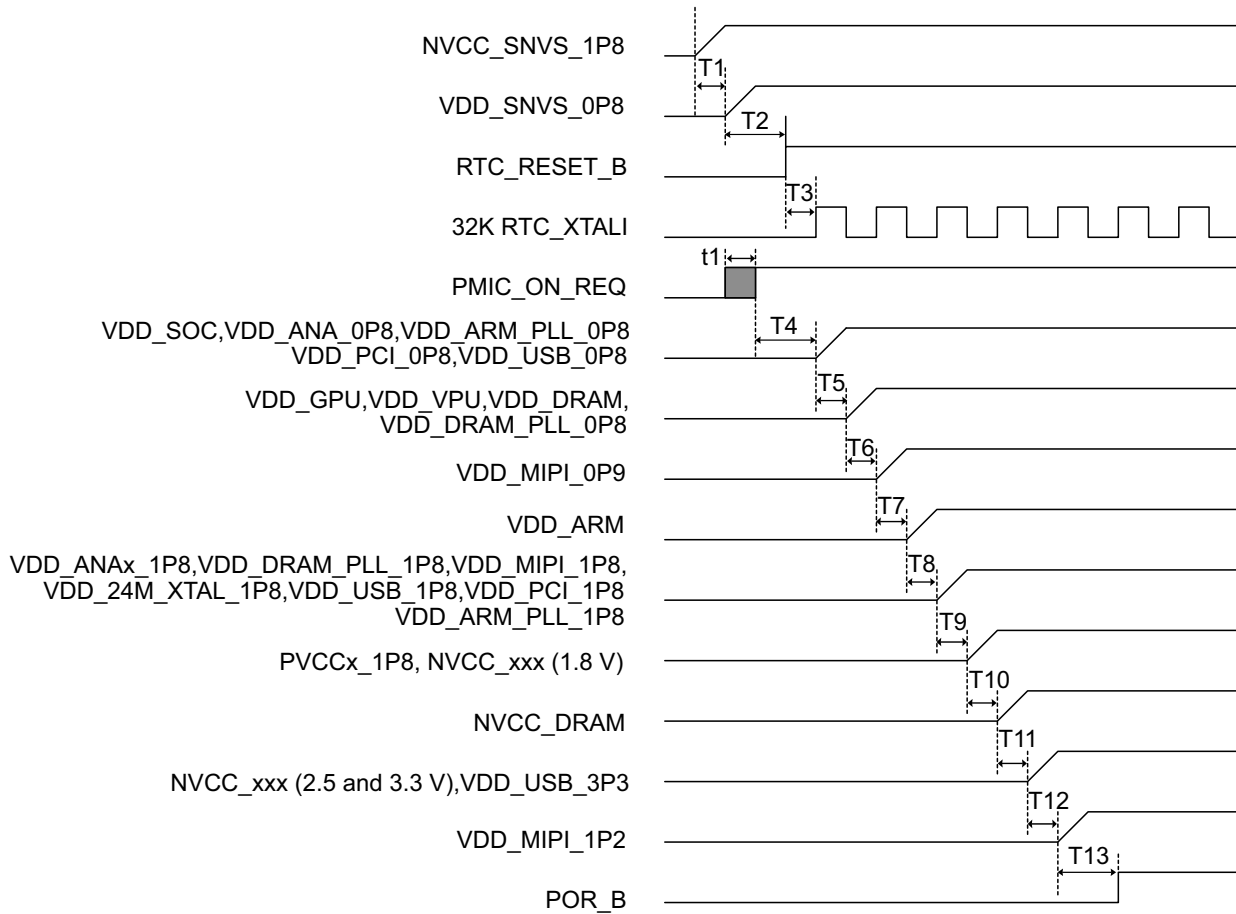 NVCC_SNVS_1P8
T1
VDD_SNVS_0P8
T2
RTC_RESET_B
T3
32K RTC_XTALI
t1
PMIC_ON_REQ
T4
VDD_SOC,VDD_ANA_0P8,VDD_ARM_PLL_0P8
VDD_PCI_0P8,VDD_USB_0P8
T5
VDD_GPU,VDD_VPU,VDD_DRAM,
VDD_DRAM_PLL_0P8
T6
VDD_MIPI_0P9
T7
VDD_ARM
T8
VDD_ANAx_1P8,VDD_DRAM_PLL_1P8,VDD_MIPI_1P8,
VDD_24M_XTAL_1P8,VDD_USB_1P8,VDD_PCI_1P8
VDD_ARM_PLL_1P8
T9
PVCCx_1P8, NVCC_xxx (1.8 V)
T10
NVCC_DRAM
T11
NVCC_xxx (2.5 and 3.3 V),VDD_USB_3P3
T12
VDD_MIPI_1P2
T13
POR_B